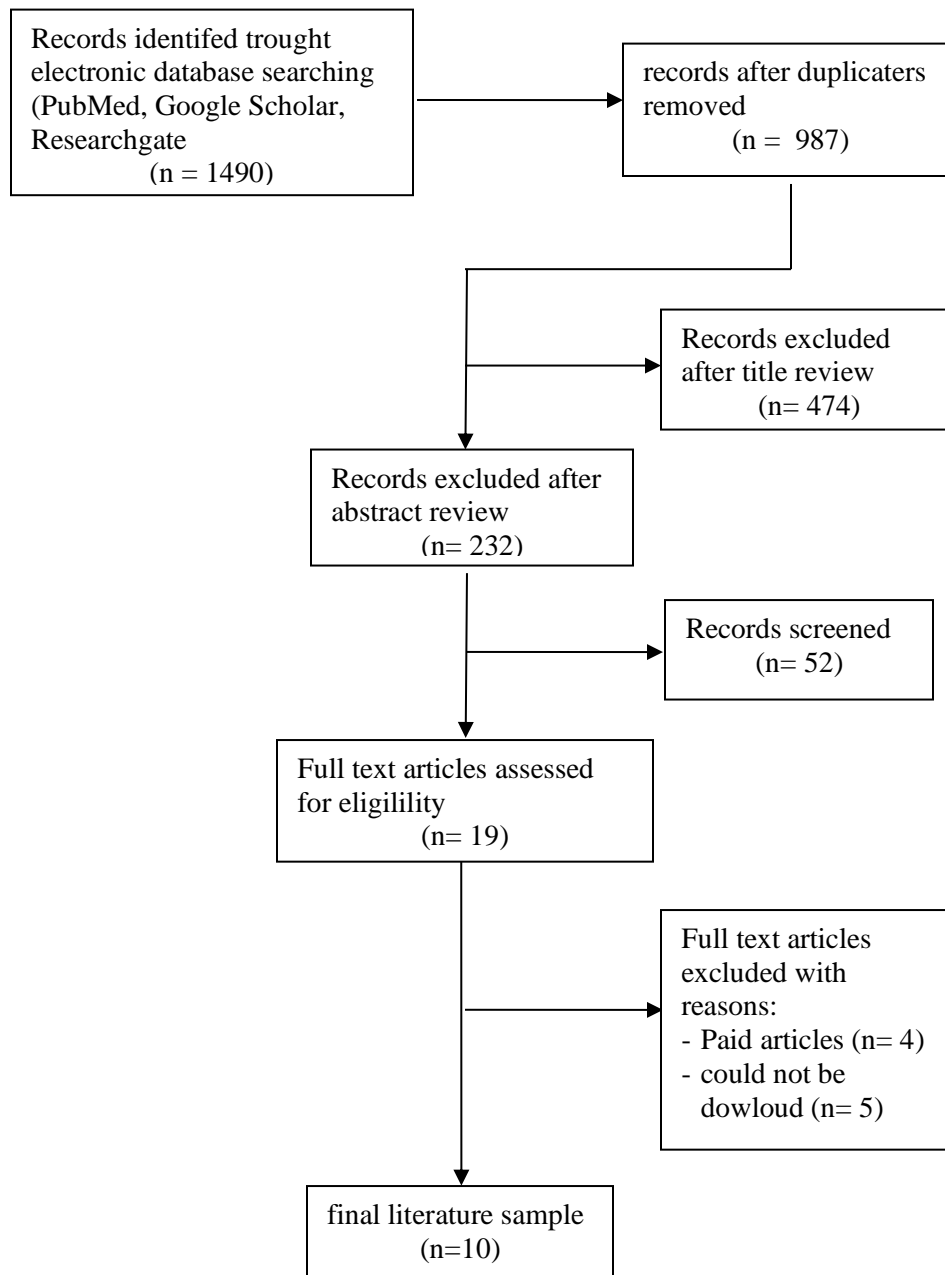 Records identifed trought
electronic database searching
(PubMed, Google Scholar,
Researchgate
(n = 1490)
records after duplicaters
removed
(n =  987)
Records excluded
after title review
(n= 474)
Records excluded after
abstract review
(n= 232)
Records screened
(n= 52)
Full text articles assessed
for eligilility
(n= 19)
Full text articles
excluded with
reasons:
- Paid articles (n= 4)
- could not be
dowloud (n= 5)
final literature sample
(n=10)